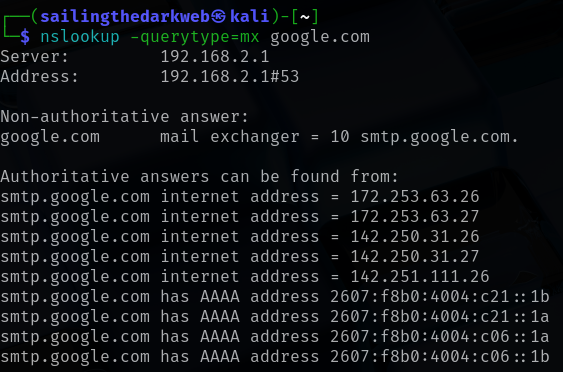 ┌──(sailingthedarkweb㉿kali)-[~]
└─$ nslookup -querytype=mx google.com
Server:         192.168.2.1
Address:        192.168.2.1#53

Non-authoritative answer:
google.com      mail exchanger = 10 smtp.google.com.

Authoritative answers can be found from:
smtp.google.com internet address = 172.253.63.26
smtp.google.com internet address = 172.253.63.27
smtp.google.com internet address = 142.250.31.26
smtp.google.com internet address = 142.250.31.27
smtp.google.com internet address = 142.251.111.26
smtp.google.com has AAAA address 2607:f8b0:4004:c21::1b
smtp.google.com has AAAA address 2607:f8b0:4004:c21::1a
smtp.google.com has AAAA address 2607:f8b0:4004:c06::1a
smtp.google.com has AAAA address 2607:f8b0:4004:c06::1b